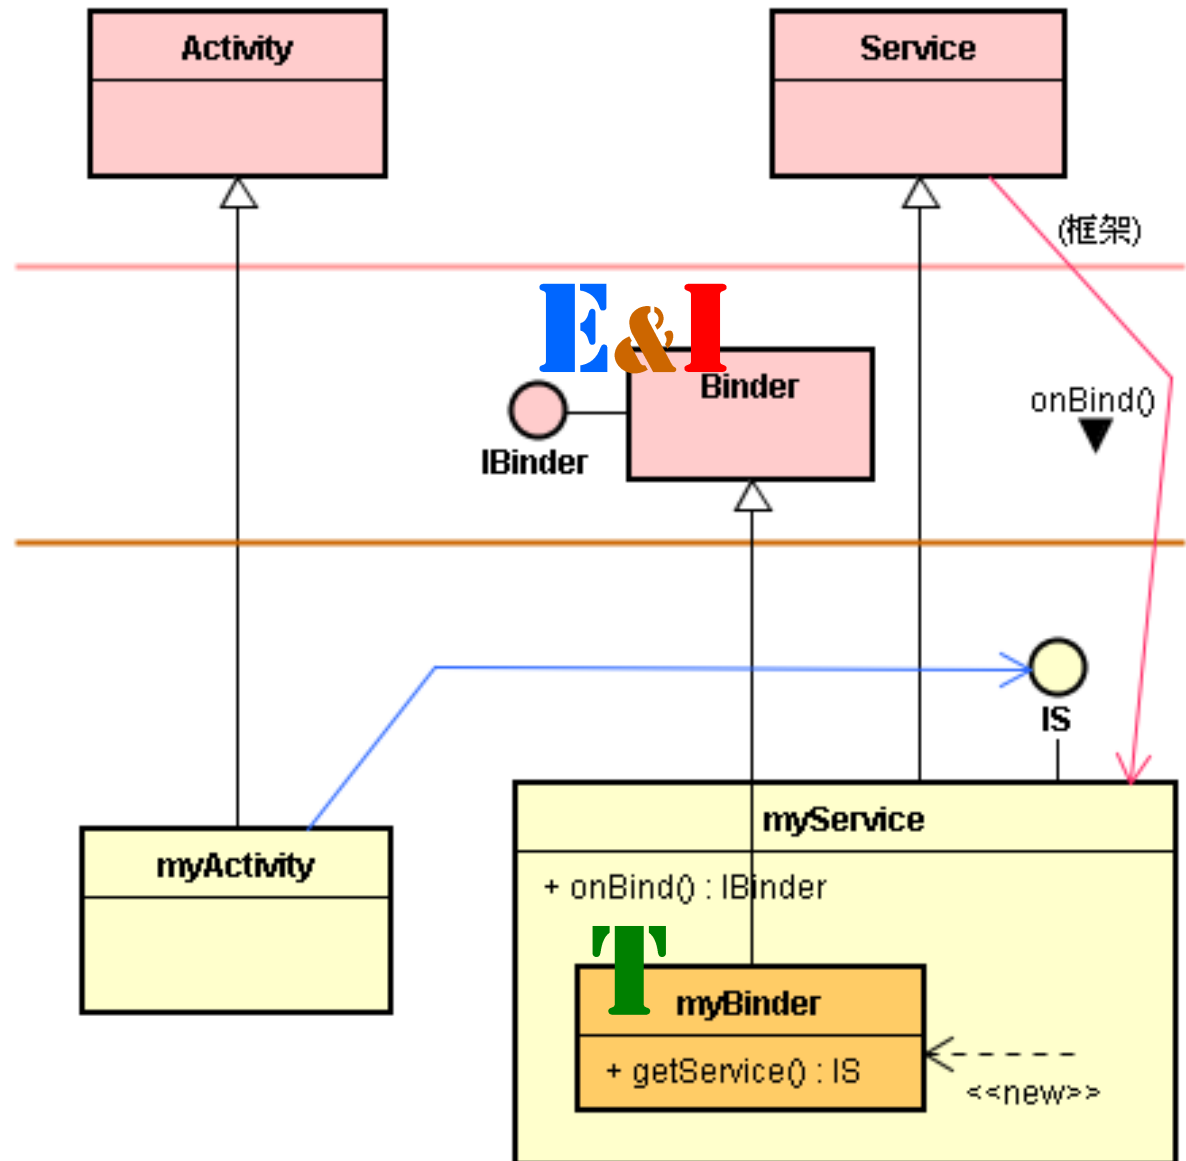 Activity
Service
(框架)
E&I
Binder
onBind()
IBinder
IS
myService
myActivity
+ onBind() : IBinder
T
myBinder
+ getService() : IS
<<new>>